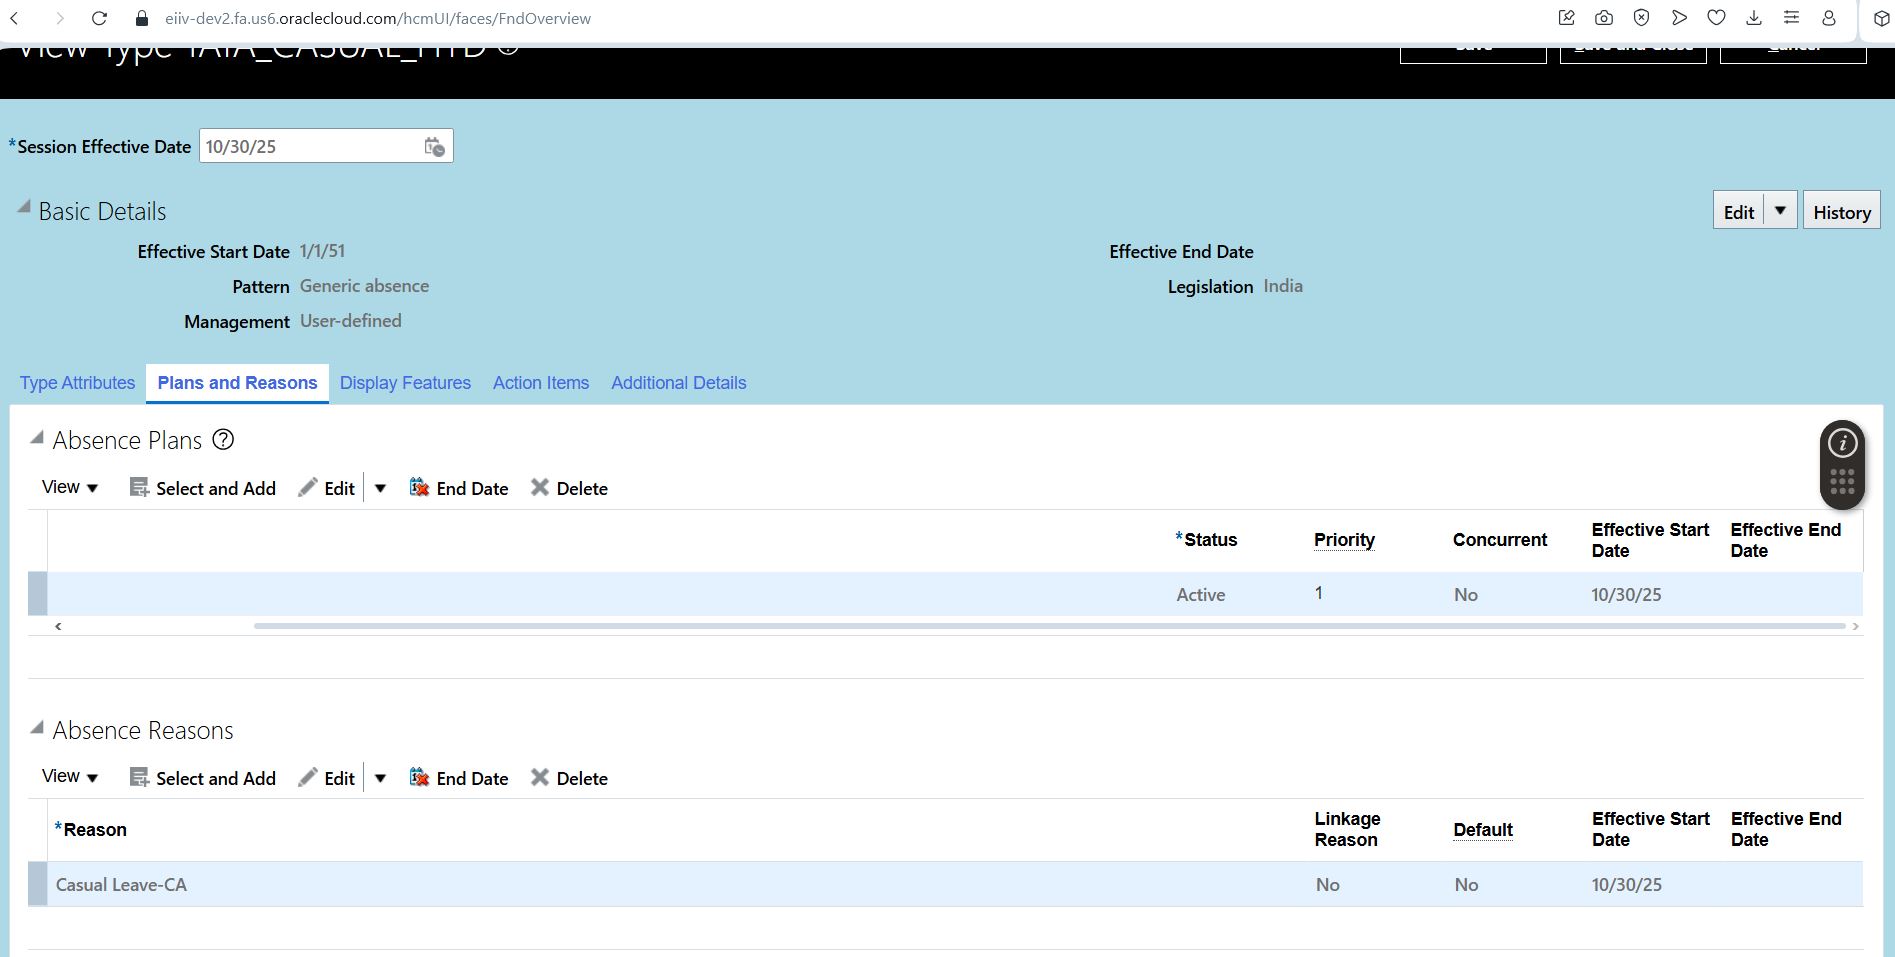 eiiv-dev2.fa.us6.oraclecloud.com/hcmUI/faces/FndOverview
View Type TATA_CASUAL_HYD
Save Save and Close Cancel
*Session Effective Date 10/30/25
Basic Details Edit History
Effective Start Date 1/1/51 Effective End Date
Pattern Generic absence Legislation India
Management User-defined
Type Attributes Plans and Reasons Display Features Action Items Additional Details
Absence Plans ?
View Select and Add Edit End Date Delete
*Status Priority Concurrent Effective Start Date Effective End Date
Active 1 No 10/30/25
Absence Reasons
View Select and Add Edit End Date Delete
*Reason Linkage Reason Default Effective Start Date Effective End Date
Casual Leave-CA No No 10/30/25